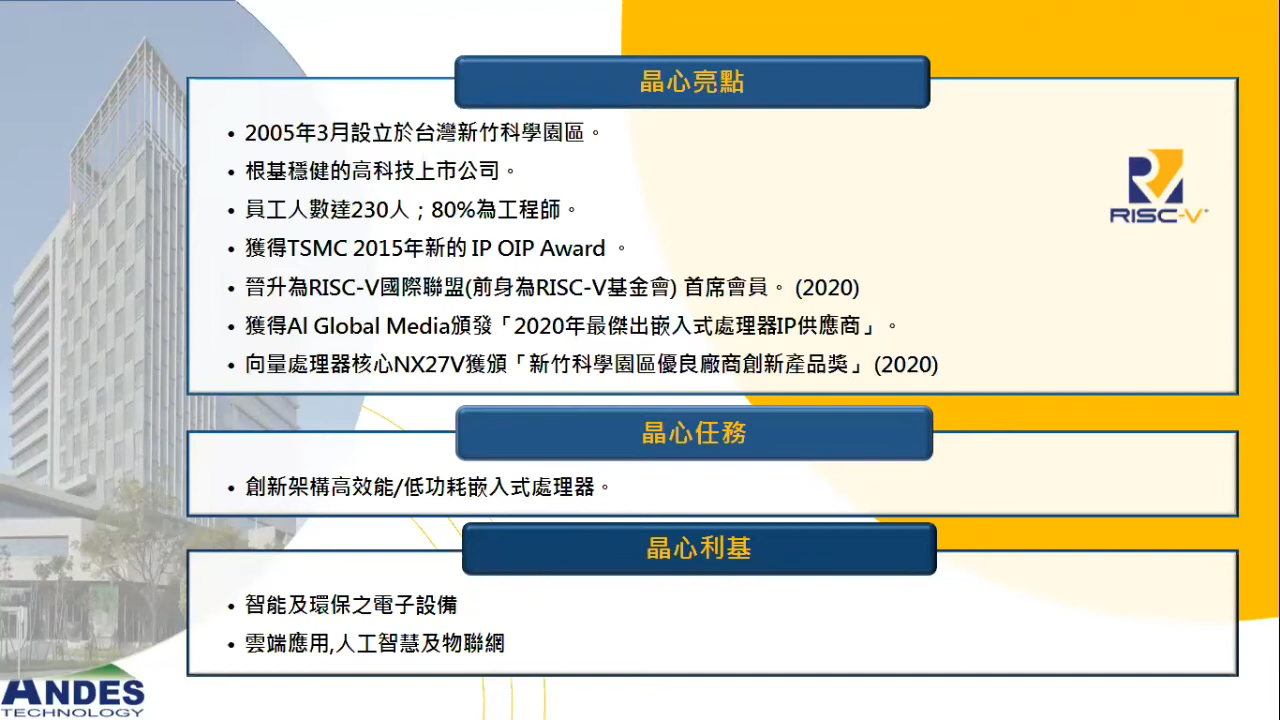 晶心亮點
• 2005年3月設立於台灣新竹科學園區。
• 根基穩健的高科技上市公司。
• 員工人數達230人；80%為工程師。
• 獲得TSMC 2015年新的 IP OIP Award 。
• 晉升為RISC-V國際聯盟(前身為RISC-V基金會) 首席會員。 (2020)
• 獲得Al Global Media頒發「2020年最傑出嵌入式處理器IP供應商」。
• 向量處理器核心NX27V獲頒「新竹科學園區優良廠商創新產品獎」(2020)
RISC-V
晶心任務
• 創新架構高效能/低功耗嵌入式處理器。
晶心利基
• 智能及環保之電子設備
• 雲端應用,人工智慧及物聯網
ANDES
TECHNOLOGY